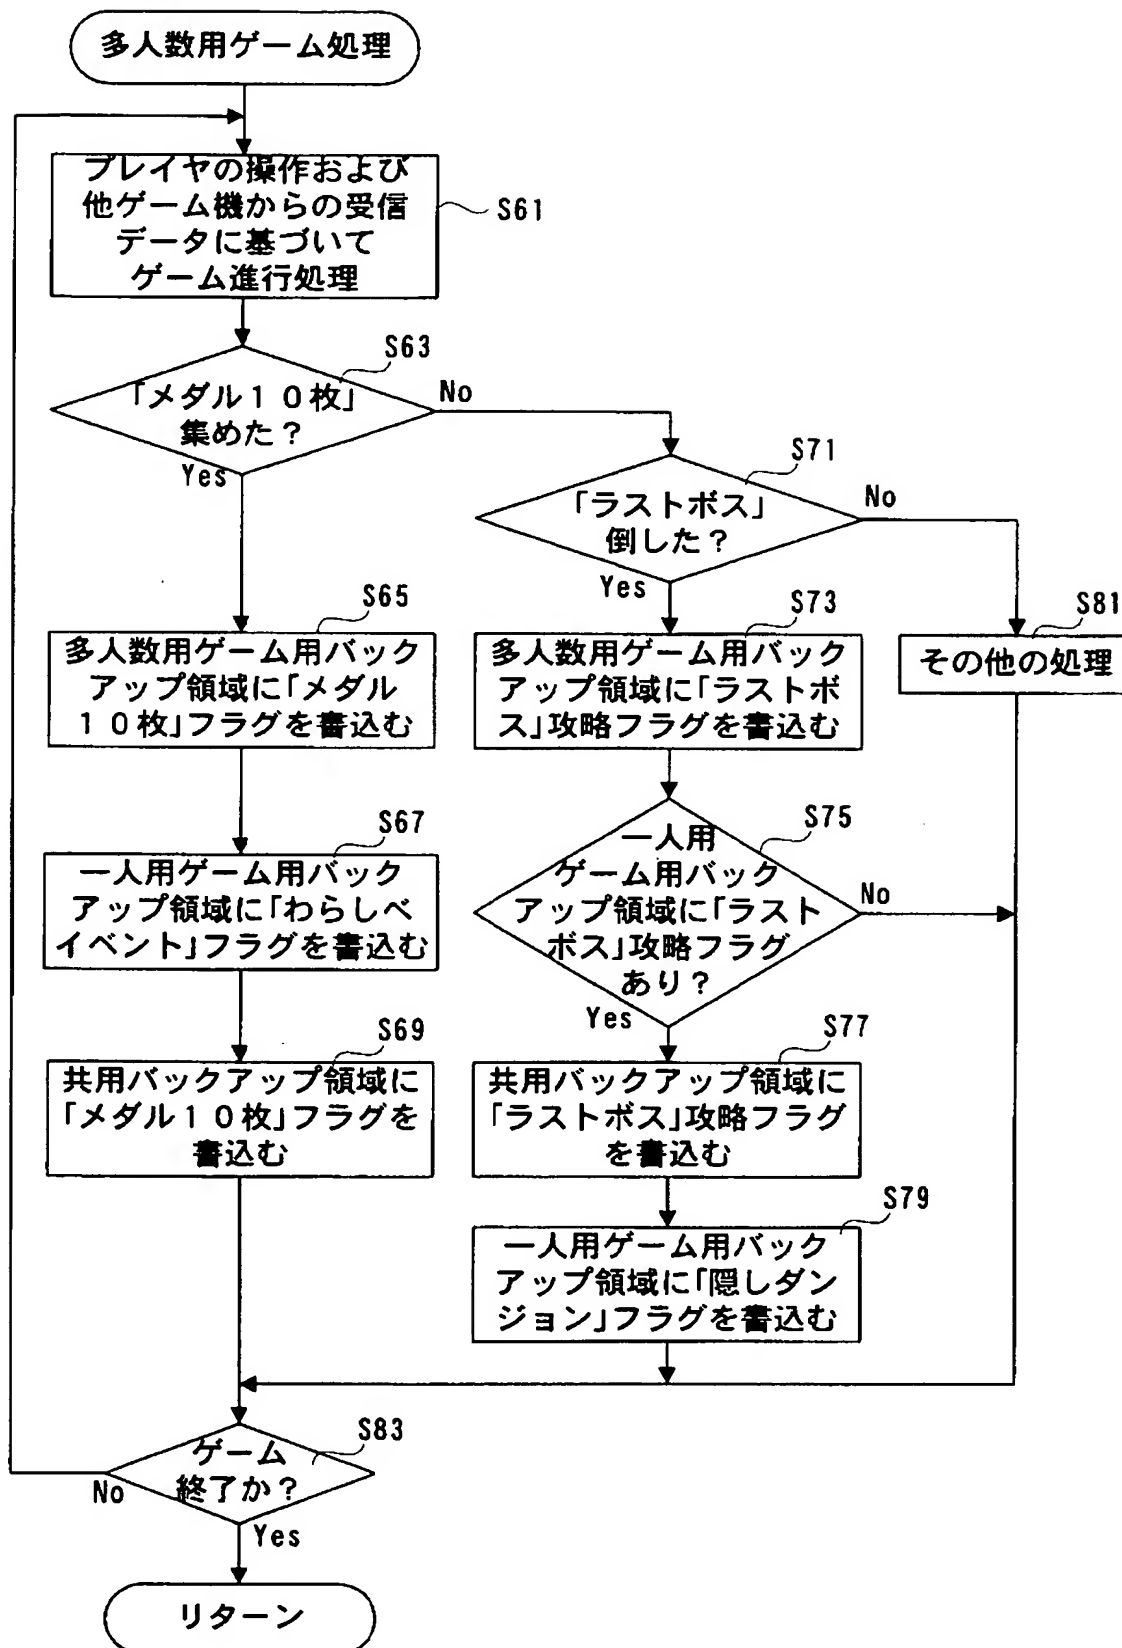 多人数用ゲーム処理
プレイヤの操作および
他ゲーム機からの受信
データに基づいて
ゲーム進行処理
S61
S63
「メダル１０枚」
集めた？
No
Yes
S71
「ラストボス」
倒した？
No
Yes
S65
多人数用ゲーム用バック
アップ領域に「メダル
１０枚」フラグを書込む
S73
多人数用ゲーム用バック
アップ領域に「ラストボ
ス」攻略フラグを書込む
S81
その他の処理
S67
一人用ゲーム用バック
アップ領域に「わらしべ
イベント」フラグを書込む
S75
一人用
ゲーム用バック
アップ領域に「ラスト
ボス」攻略フラグ
あり？
No
Yes
S69
共用バックアップ領域に
「メダル１０枚」フラグを
書込む
S77
共用バックアップ領域に
「ラストボス」攻略フラグ
を書込む
S79
一人用ゲーム用バック
アップ領域に「隠しダン
ジョン」フラグを書込む
S83
ゲーム
終了か？
No
Yes
リターン